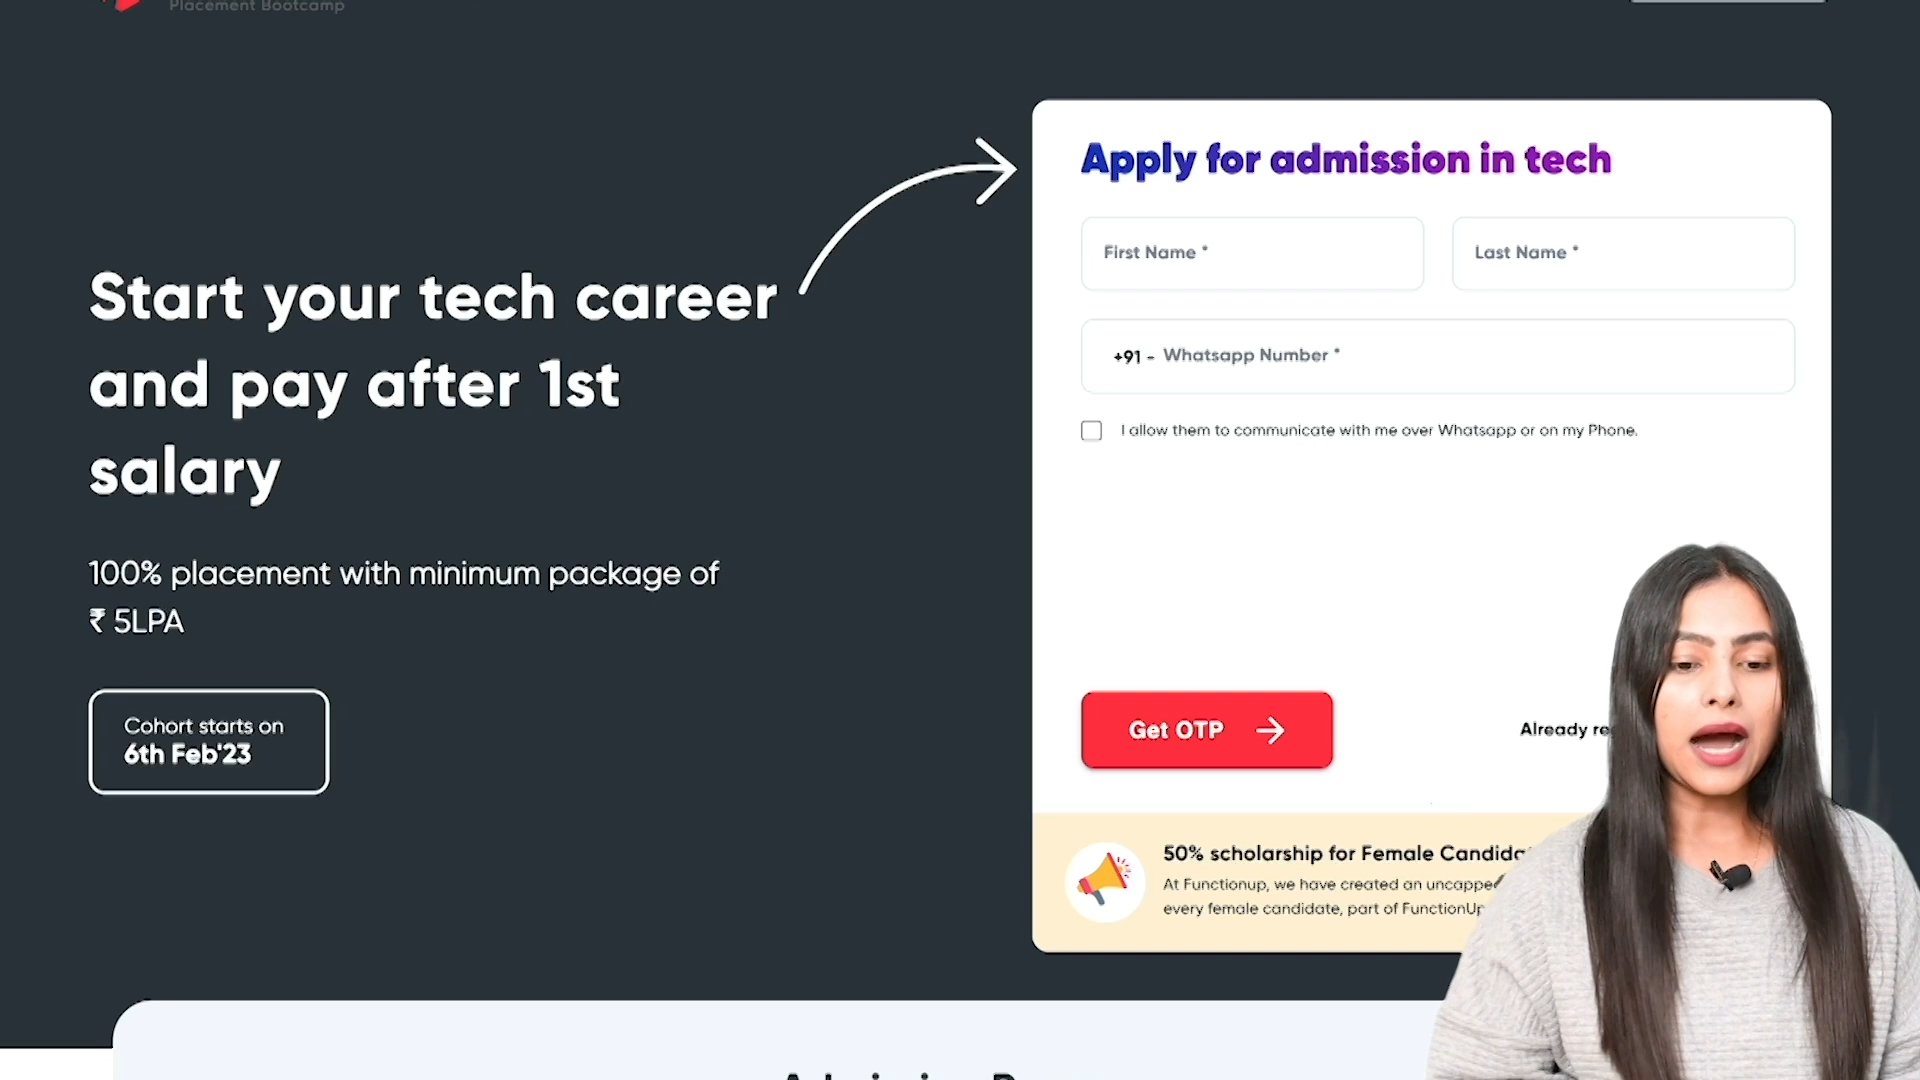 Placement Bootcamp
Start your tech career
and pay after 1st
salary
100% placement with minimum package of
₹ 5LPA
Cohort starts on
6th Feb'23
Apply for admission in tech
First Name *
Last Name *
+91 - Whatsapp Number *
I allow them to communicate with me over Whatsapp or on my Phone.
Get OTP
Already
50% scholarship for Female
At Functionup, we have created an
every female candidate, part of